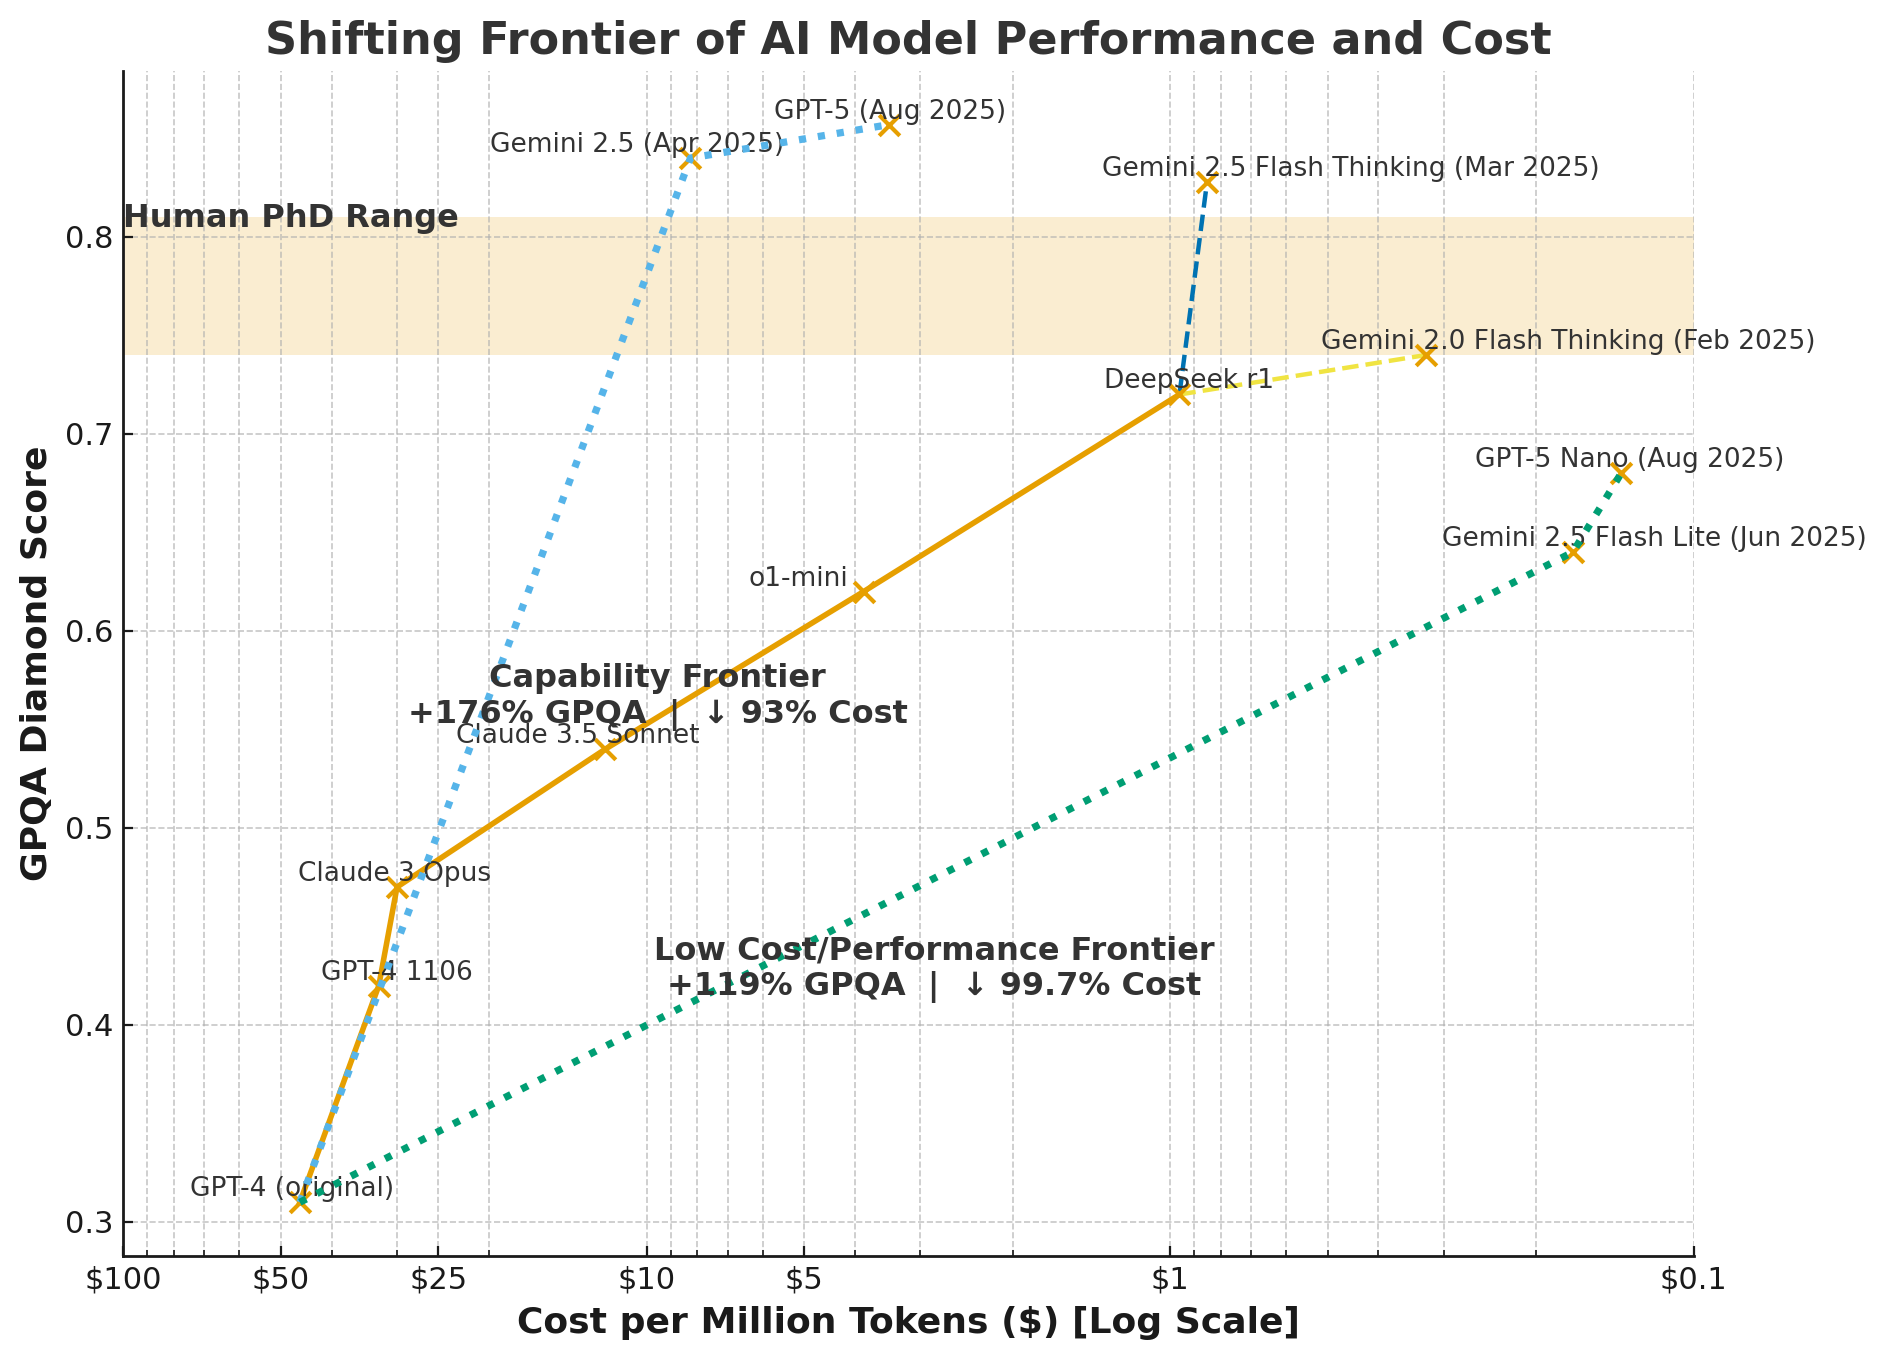 Shifting Frontier of AI Model Performance and Cost
GPT-5 (Aug 2025)
Gemini 2.5 (Apr 2025)
Gemini 2.5 Flash Thinking (Mar 2025)
Human PhD Range
0.8
Gemini 2.0 Flash Thinking (Feb 2025)
DeepSeek r1
0.7
GPT-5 Nano (Aug 2025)
Gemini 2.5 Flash Lite (Jun 2025)
o1-mini
0.6
Capability Frontier
+176% GPQA | ↓ 93% Cost
Claude 3.5 Sonnet
0.5
Claude 3 Opus
GPT-4 1106
Low Cost/Performance Frontier
+119% GPQA | ↓ 99.7% Cost
0.4
GPT-4 (original)
0.3
GPQA Diamond Score
$100 $50 $25 $10 $5 $1 $0.1
Cost per Million Tokens ($) [Log Scale]